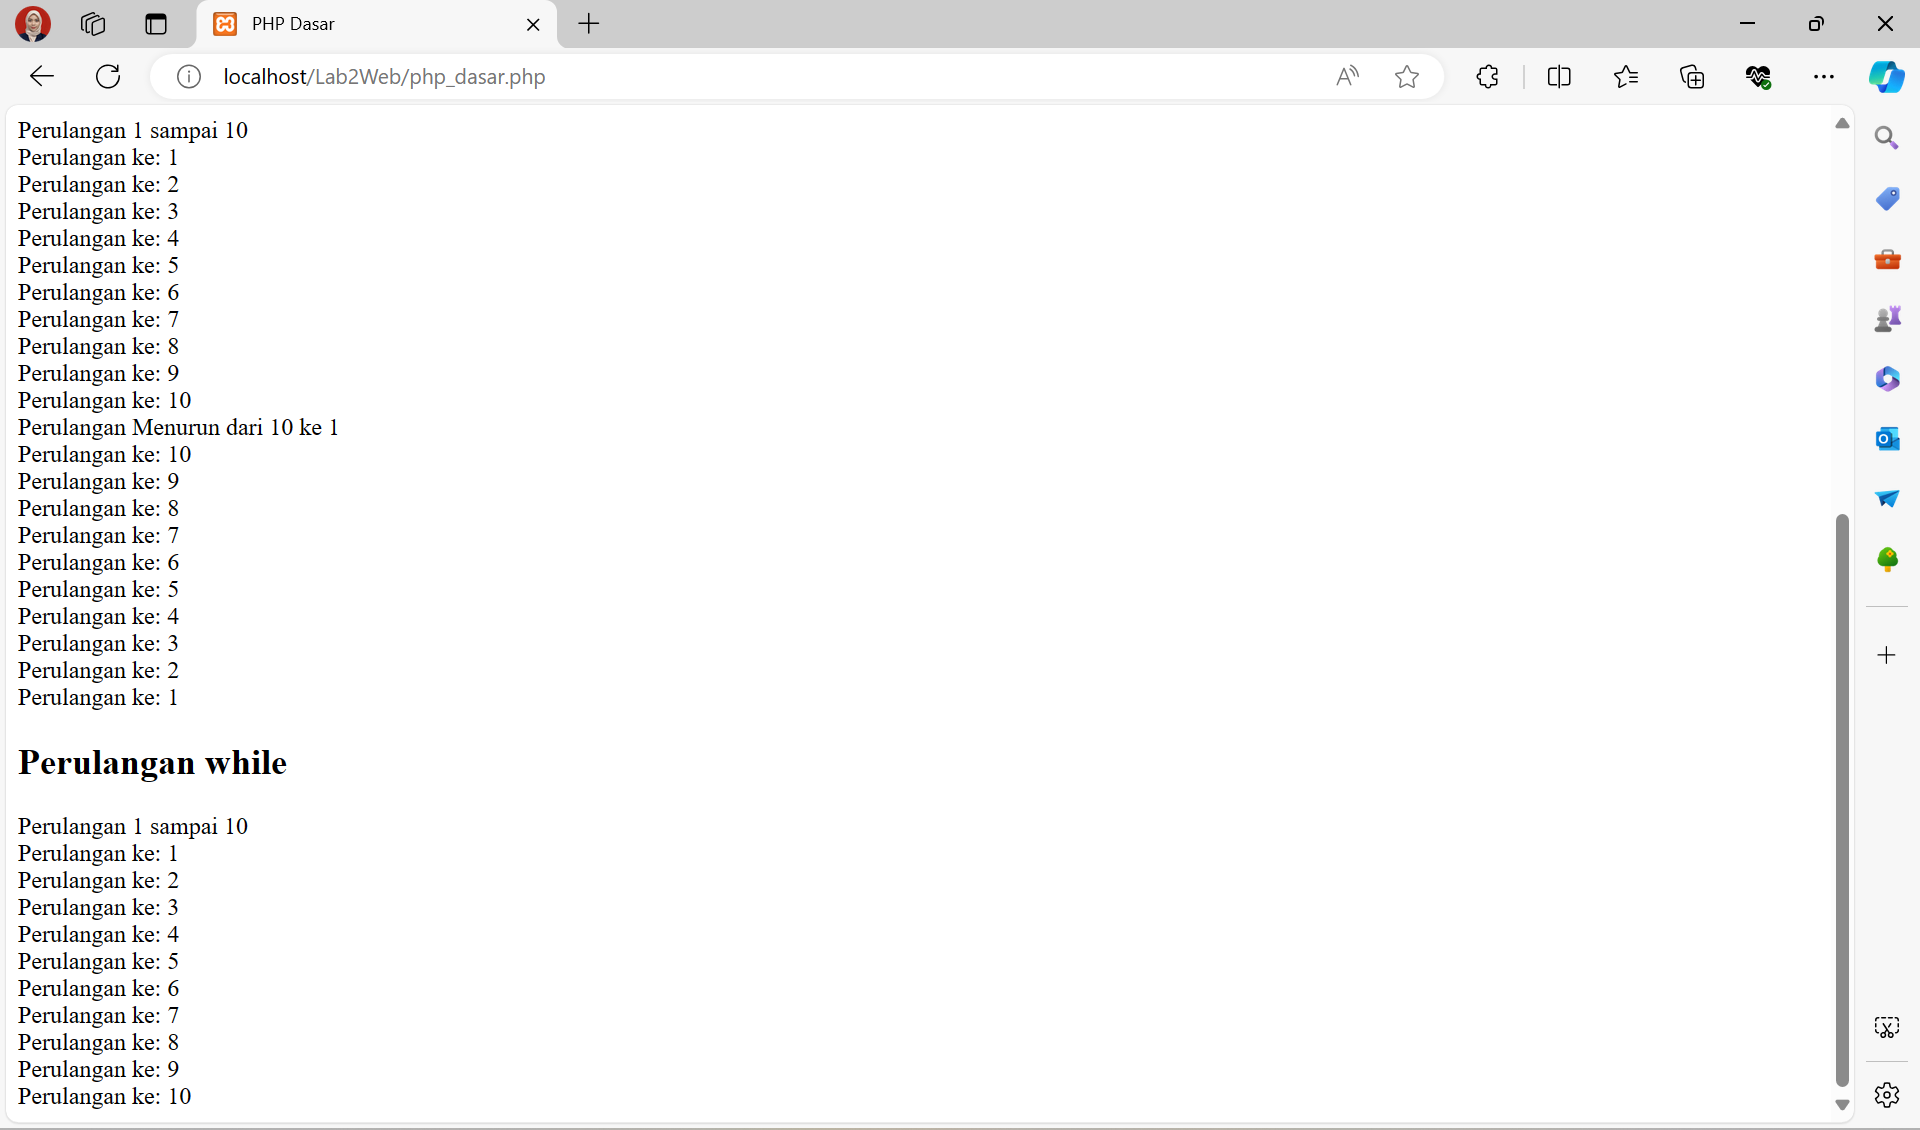 PHP Dasar
localhost/Lab2Web/php_dasar.php
Perulangan 1 sampai 10
Perulangan ke: 1
Perulangan ke: 2
Perulangan ke: 3
Perulangan ke: 4
Perulangan ke: 5
Perulangan ke: 6
Perulangan ke: 7
Perulangan ke: 8
Perulangan ke: 9
Perulangan ke: 10
Perulangan Menurun dari 10 ke 1
Perulangan ke: 10
Perulangan ke: 9
Perulangan ke: 8
Perulangan ke: 7
Perulangan ke: 6
Perulangan ke: 5
Perulangan ke: 4
Perulangan ke: 3
Perulangan ke: 2
Perulangan ke: 1
Perulangan while
Perulangan 1 sampai 10
Perulangan ke: 1
Perulangan ke: 2
Perulangan ke: 3
Perulangan ke: 4
Perulangan ke: 5
Perulangan ke: 6
Perulangan ke: 7
Perulangan ke: 8
Perulangan ke: 9
Perulangan ke: 10